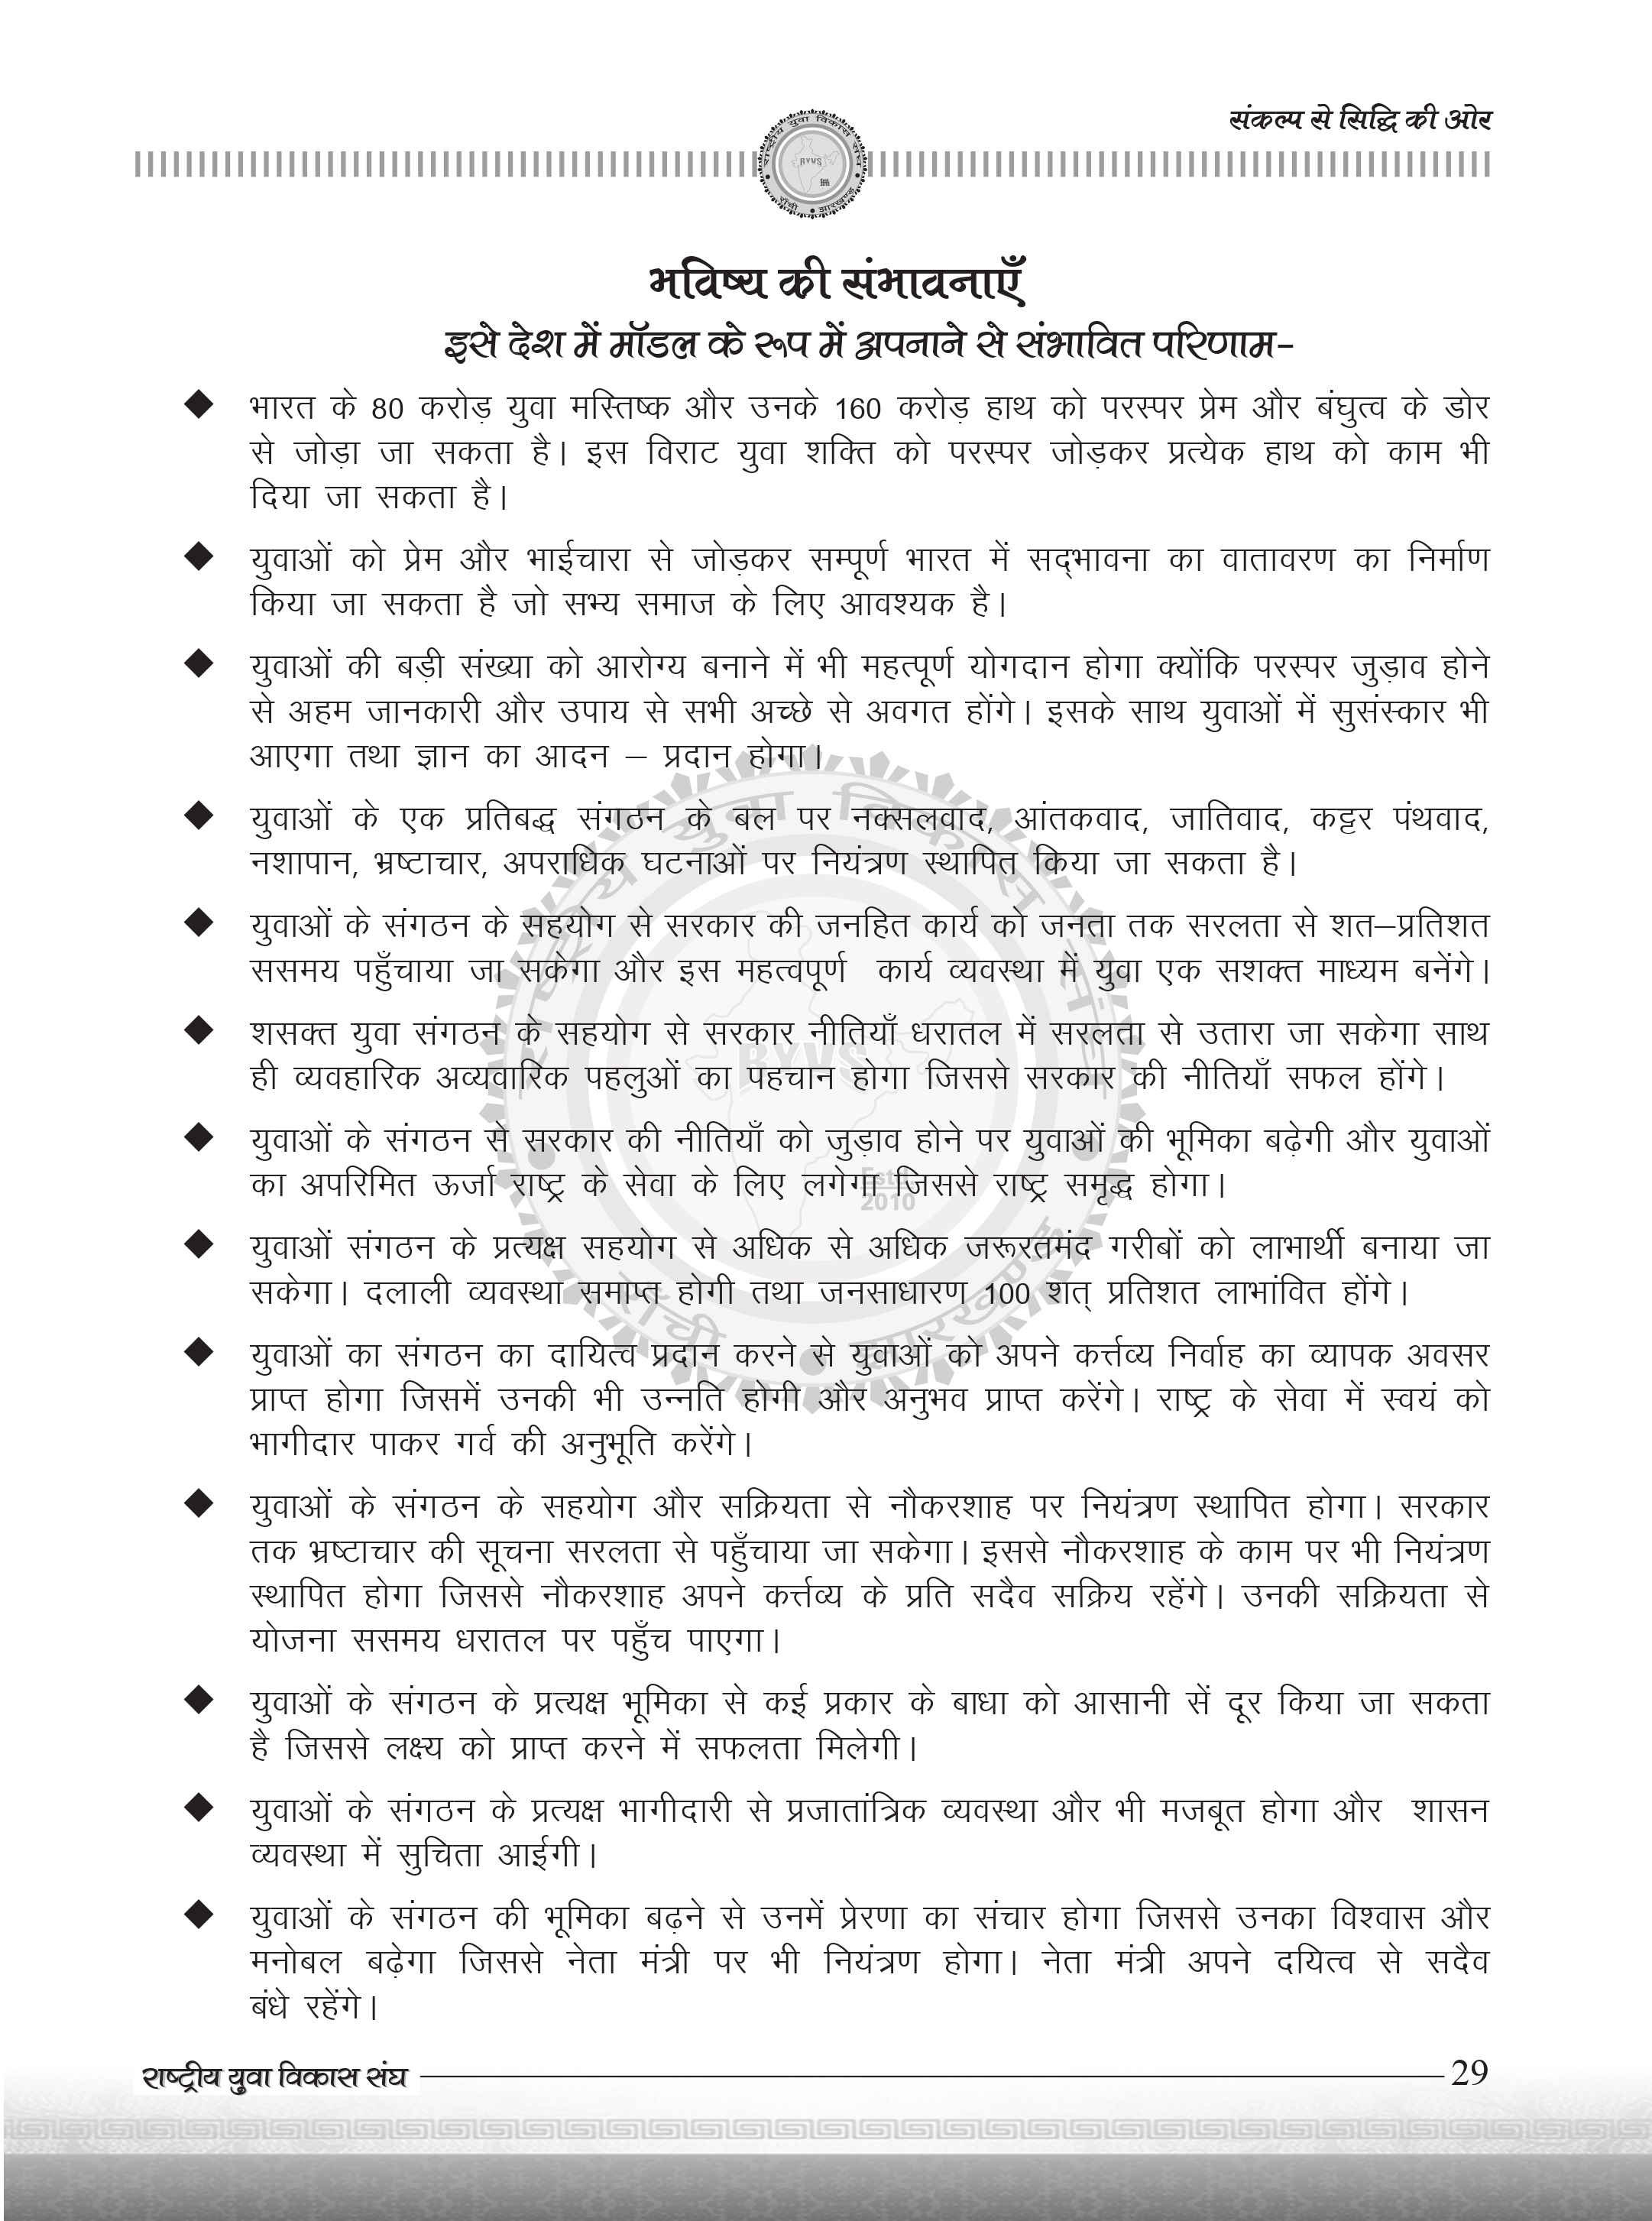 संकल्प से सिद्धि की ओर
राष्ट्रीय युवा विकास संघ
RYVS
राँची • झारखण्ड
भविष्य की संभावनाएँ
इसे देश में मॉडल के रूप में अपनाने से संभावित परिणाम-
◆ भारत के 80 करोड़ युवा मस्तिष्क और उनके 160 करोड़ हाथ को परस्पर प्रेम और बंघुत्व के डोर
से जोड़ा जा सकता है। इस विराट युवा शक्ति को परस्पर जोड़कर प्रत्येक हाथ को काम भी
दिया जा सकता है।
◆ युवाओं को प्रेम और भाईचारा से जोड़कर सम्पूर्ण भारत में सद्भावना का वातावरण का निर्माण
किया जा सकता है जो सभ्य समाज के लिए आवश्यक है।
◆ युवाओं की बड़ी संख्या को आरोग्य बनाने में भी महत्पूर्ण योगदान होगा क्योंकि परस्पर जुड़ाव होने
से अहम जानकारी और उपाय से सभी अच्छे से अवगत होंगे। इसके साथ युवाओं में सुसंस्कार भी
आएगा तथा ज्ञान का आदन – प्रदान होगा।
◆ युवाओं के एक प्रतिबद्ध संगठन के बल पर नक्सलवाद, आंतकवाद, जातिवाद, कट्टर पंथवाद,
नशापान, भ्रष्टाचार, अपराधिक घटनाओं पर नियंत्रण स्थापित किया जा सकता है।
◆ युवाओं के संगठन के सहयोग से सरकार की जनहित कार्य को जनता तक सरलता से शत–प्रतिशत
ससमय पहुँचाया जा सकेगा और इस महत्वपूर्ण कार्य व्यवस्था में युवा एक सशक्त माध्यम बनेंगे।
◆ शसक्त युवा संगठन के सहयोग से सरकार नीतियाँ धरातल में सरलता से उतारा जा सकेगा साथ
ही व्यवहारिक अव्यवारिक पहलुओं का पहचान होगा जिससे सरकार की नीतियाँ सफल होंगे।
◆ युवाओं के संगठन से सरकार की नीतियाँ को जुड़ाव होने पर युवाओं की भूमिका बढ़ेगी और युवाओं
का अपरिमित ऊर्जा राष्ट्र के सेवा के लिए लगेगा जिससे राष्ट्र समृद्ध होगा।
◆ युवाओं संगठन के प्रत्यक्ष सहयोग से अधिक से अधिक जरूरतमंद गरीबों को लाभार्थी बनाया जा
सकेगा। दलाली व्यवस्था समाप्त होगी तथा जनसाधारण 100 शत् प्रतिशत लाभांवित होंगे।
◆ युवाओं का संगठन का दायित्व प्रदान करने से युवाओं को अपने कर्त्तव्य निर्वाह का व्यापक अवसर
प्राप्त होगा जिसमें उनकी भी उन्नति होगी और अनुभव प्राप्त करेंगे। राष्ट्र के सेवा में स्वयं को
भागीदार पाकर गर्व की अनुभूति करेंगे।
◆ युवाओं के संगठन के सहयोग और सक्रियता से नौकरशाह पर नियंत्रण स्थापित होगा। सरकार
तक भ्रष्टाचार की सूचना सरलता से पहुँचाया जा सकेगा। इससे नौकरशाह के काम पर भी नियंत्रण
स्थापित होगा जिससे नौकरशाह अपने कर्त्तव्य के प्रति सदैव सक्रिय रहेंगे। उनकी सक्रियता से
योजना ससमय धरातल पर पहुँच पाएगा।
◆ युवाओं के संगठन के प्रत्यक्ष भूमिका से कई प्रकार के बाधा को आसानी सें दूर किया जा सकता
है जिससे लक्ष्य को प्राप्त करने में सफलता मिलेगी।
◆ युवाओं के संगठन के प्रत्यक्ष भागीदारी से प्रजातांत्रिक व्यवस्था और भी मजबूत होगा और शासन
व्यवस्था में सुचिता आईगी।
◆ युवाओं के संगठन की भूमिका बढ़ने से उनमें प्रेरणा का संचार होगा जिससे उनका विश्वास और
मनोबल बढ़ेगा जिससे नेता मंत्री पर भी नियंत्रण होगा। नेता मंत्री अपने दयित्व से सदैव
बंधे रहेंगे।
राष्ट्रीय युवा विकास संघ
RYVS
Estd.
2010
राँची • झारखण्ड
राष्ट्रीय युवा विकास संघ 29